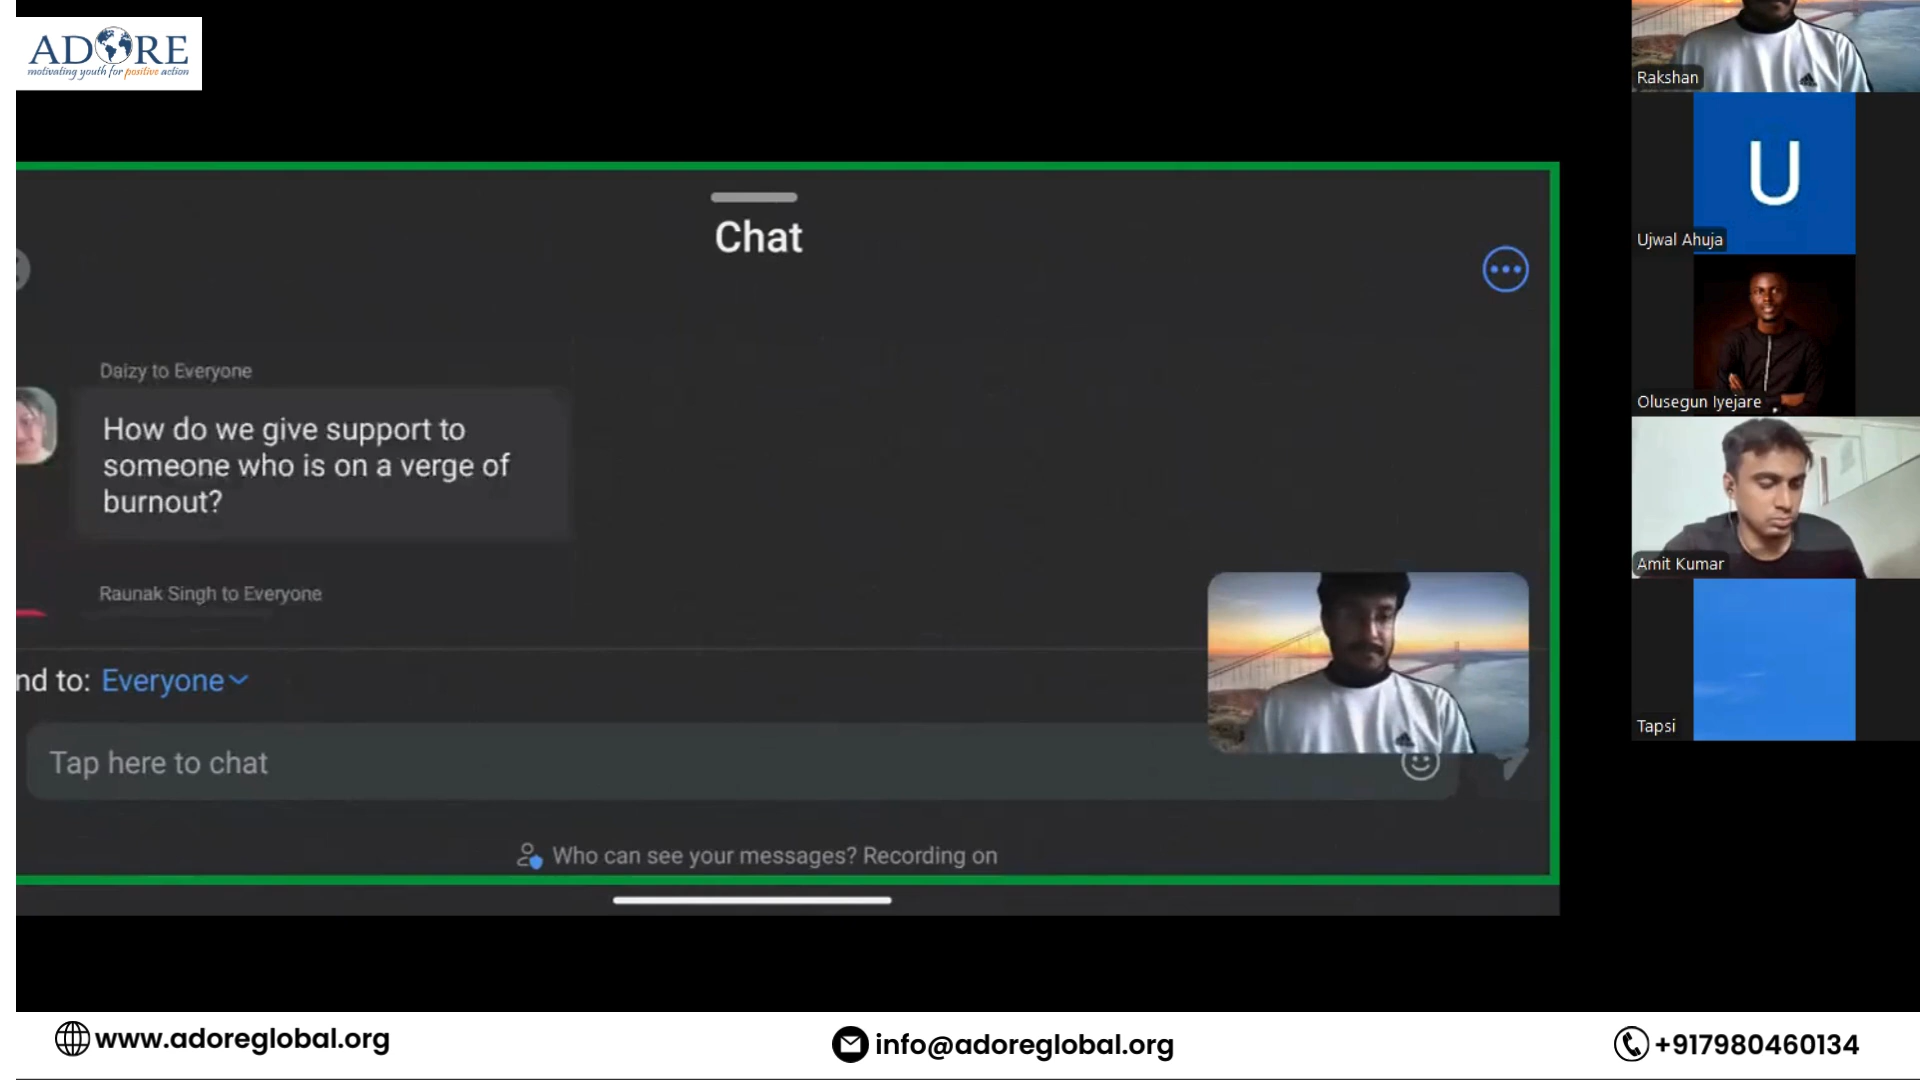 ADORE
motivating youth for positive action
Chat
Daizy to Everyone
How do we give support to
someone who is on a verge of
burnout?
Raunak Singh to Everyone
nd to: Everyone
Tap here to chat
Who can see your messages? Recording on
Rakshan
U
Ujwal Ahuja
Olusegun Iyejare
Amit Kumar
Tapsi
www.adoreglobal.org
info@adoreglobal.org
+917980460134